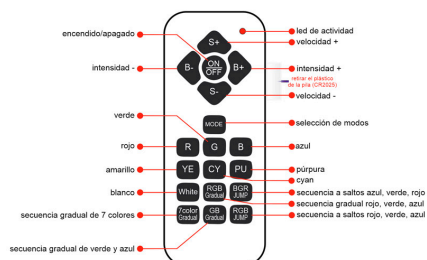 encendido/apagado
led de actividad
S+
velocidad +
ON
OFF
intensidad -
B-
B+
intensidad +
retirar el plástico
de la pila (CR2025)
S-
velocidad -
verde
MODE
selección de modos
rojo
R
G
B
azul
amarillo
YE
CY
PU
púrpura
cyan
blanco
White
RGB
Gradual
BGR
JUMP
secuencia a saltos azul, verde, rojo
secuencia gradual rojo, verde, azul
secuencia gradual de 7 colores
7color
Gradual
GB
Gradual
RGB
JUMP
secuencia a saltos rojo, verde, azul
secuencia gradual de verde y azul